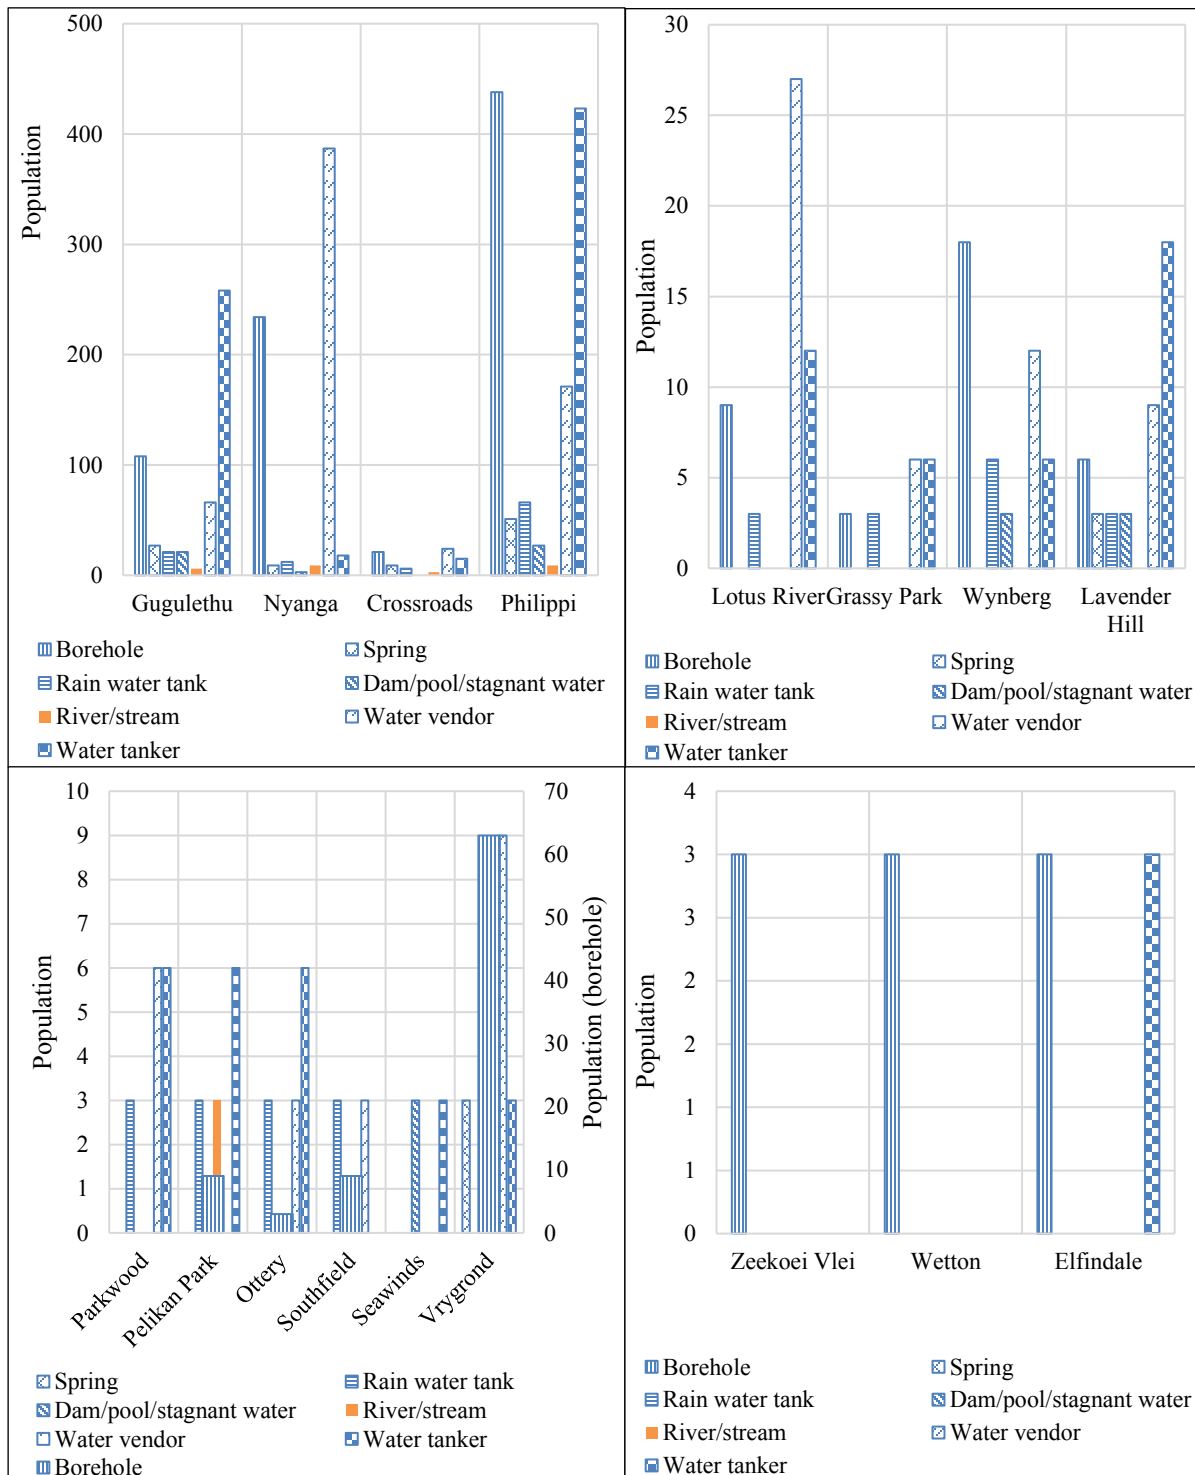 500
400
300
200
100
0
Population
Gugulethu Nyanga Crossroads Philippi
Borehole Spring
Rain water tank Dam/pool/stagnant water
River/stream Water vendor
Water tanker
30
25
20
15
10
5
0
Population
Lotus River Grassy Park Wynberg Lavender
Hill
Borehole Spring
Rain water tank Dam/pool/stagnant water
River/stream Water vendor
Water tanker
10
9
8
7
6
5
4
3
2
1
0
Population
70
60
50
40
30
20
10
0
Population (borehole)
Parkwood
Pelikan Park
Ottery
Southfield
Seawinds
Vrygrond
Spring Rain water tank
Dam/pool/stagnant water River/stream
Water vendor Water tanker
Borehole
4
3
3
2
2
1
1
0
Population
Zeekoei Vlei Wetton Elfindale
Borehole Spring
Rain water tank Dam/pool/stagnant water
River/stream Water vendor
Water tanker